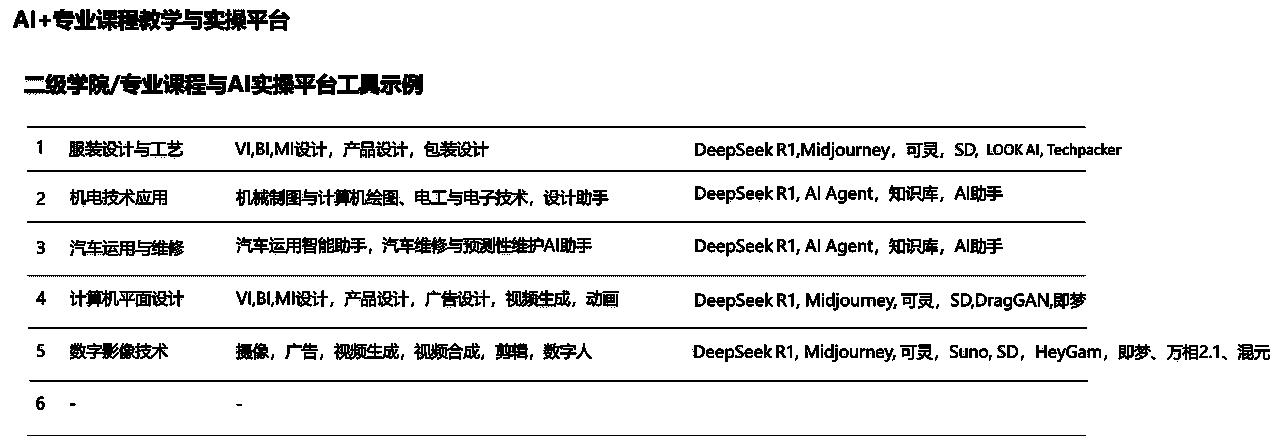 AI+专业课程教学与实操平台
二级学院/专业课程与AI实操平台工具示例
1 服装设计与工艺 VI,BI,MI设计，产品设计，包装设计 DeepSeek R1,Midjourney，可灵，SD, LOOK AI, Techpacker
2 机电技术应用 机械制图与计算机绘图、电工与电子技术，设计助手 DeepSeek R1, AI Agent，知识库，AI助手
3 汽车运用与维修 汽车运用智能助手，汽车维修与预测性维护AI助手 DeepSeek R1, AI Agent，知识库，AI助手
4 计算机平面设计 VI,BI,MI设计，产品设计，广告设计，视频生成，动画 DeepSeek R1, Midjourney, 可灵，SD,DragGAN,即梦
5 数字影像技术 摄像，广告，视频生成，视频合成，剪辑，数字人 DeepSeek R1, Midjourney, 可灵，Suno, SD，HeyGam，即梦、万相2.1、混元
6 - -